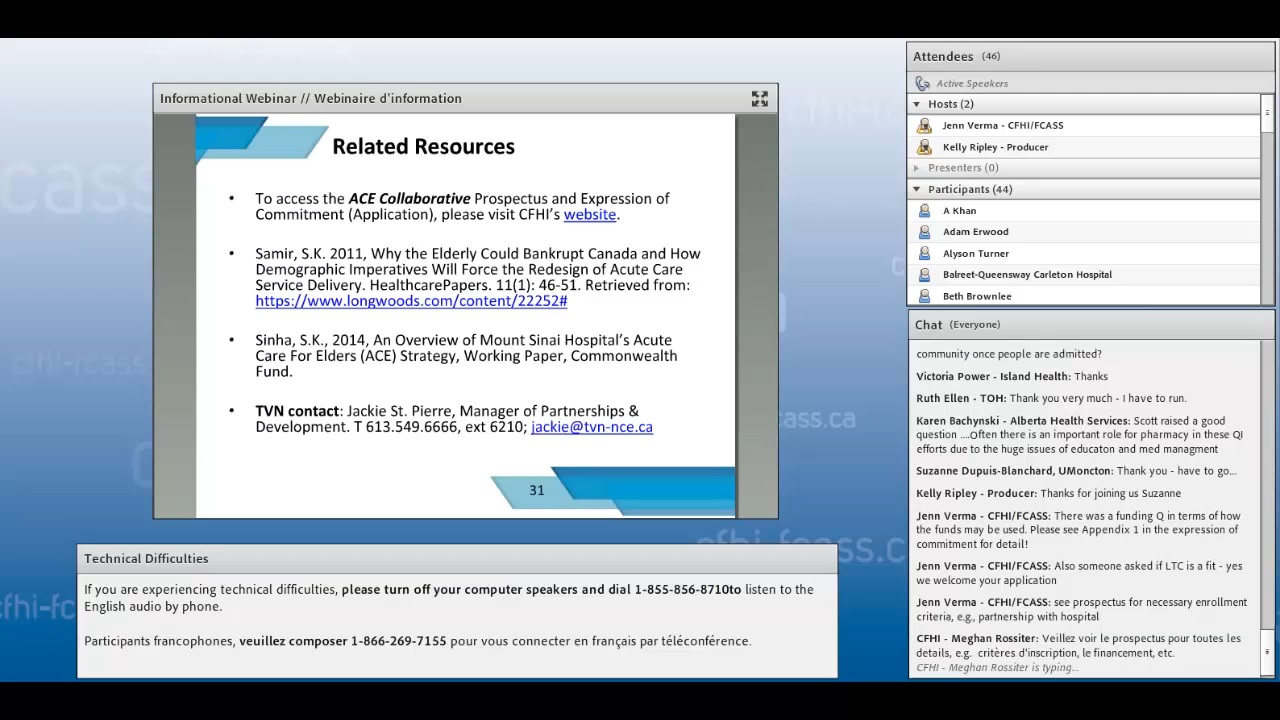 Informational Webinar // Webinaire d'information
Related Resources
• To access the ACE Collaborative Prospectus and Expression of
Commitment (Application), please visit CFHI's website.
• Samir, S.K. 2011, Why the Elderly Could Bankrupt Canada and How
Demographic Imperatives Will Force the Redesign of Acute Care
Service Delivery. HealthcarePapers. 11(1): 46-51. Retrieved from:
https://www.longwoods.com/content/22252#
• Sinha, S.K., 2014, An Overview of Mount Sinai Hospital's Acute
Care For Elders (ACE) Strategy, Working Paper, Commonwealth
Fund.
• TVN contact: Jackie St. Pierre, Manager of Partnerships &
Development. T 613.549.6666, ext 6210; jackie@tvn-nce.ca
31
Technical Difficulties
If you are experiencing technical difficulties, please turn off your computer speakers and dial 1-855-856-8710to listen to the
English audio by phone.
Participants francophones, veuillez composer 1-866-269-7155 pour vous connecter en français par téléconférence.
Attendees (46)
Active Speakers
Hosts (2)
Jenn Verma - CFHI/FCASS
Kelly Ripley - Producer
Presenters (0)
Participants (44)
A Khan
Adam Erwood
Alyson Turner
Balreet-Queensway Carleton Hospital
Beth Brownlee
Chat (Everyone)
community once people are admitted?
Victoria Power - Island Health: Thanks
Ruth Ellen - TOH: Thank you very much - I have to run.
Karen Bachynski - Alberta Health Services: Scott raised a good
question ....Often there is an important role for pharmacy in these QI
efforts due to the huge issues of educaton and med managment
Suzanne Dupuis-Blanchard, UMoncton: Thank you - have to go...
Kelly Ripley - Producer: Thanks for joining us Suzanne
Jenn Verma - CFHI/FCASS: There was a funding Q in terms of how
the funds may be used. Please see Appendix 1 in the expression of
commitment for detail!
Jenn Verma - CFHI/FCASS: Also someone asked if LTC is a fit - yes
we welcome your application
Jenn Verma - CFHI/FCASS: see prospectus for necessary enrollment
criteria, e.g., partnership with hospital
CFHI - Meghan Rossiter: Veillez voir le prospectus pour toutes les
details, e.g. critères d'inscription, le financement, etc.
CFHI - Meghan Rossiter is typing...
cass
cass.ca
cfhi-fcass.c
cfhi-fc